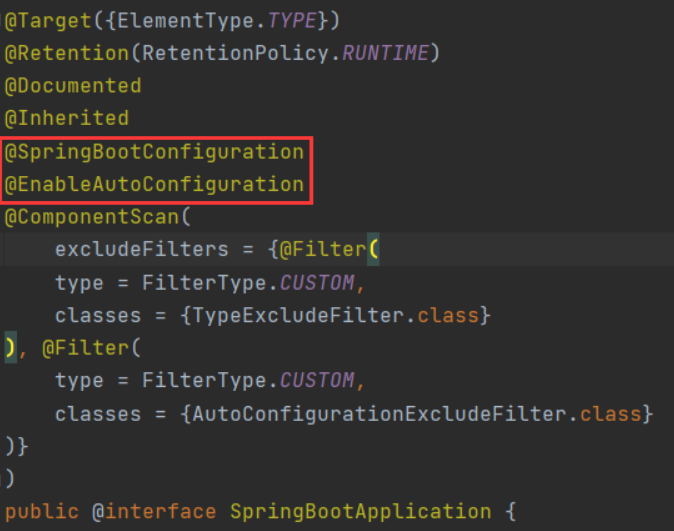 @Target({ElementType.TYPE})
@Retention(RetentionPolicy.RUNTIME)
@Documented
@Inherited
@SpringBootConfiguration
@EnableAutoConfiguration
@ComponentScan(
    excludeFilters = {@Filter(
    type = FilterType.CUSTOM,
    classes = {TypeExcludeFilter.class}
), @Filter(
    type = FilterType.CUSTOM,
    classes = {AutoConfigurationExcludeFilter.class}
)}
)
public @interface SpringBootApplication {